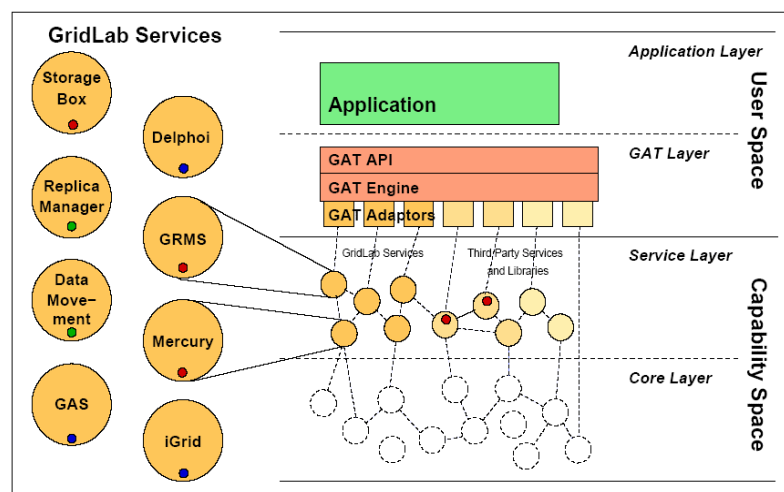 GridLab Services
Storage
Box
Delphoi
Replica
Manager
GRMS
Data
Move–
ment
Mercury
GAS
iGrid
Application Layer
Application
GAT Layer
GAT API
GAT Engine
GAT Adaptors
User Space
GridLab Services
Third Party Services
and Libraries
Service Layer
Core Layer
Capability Space